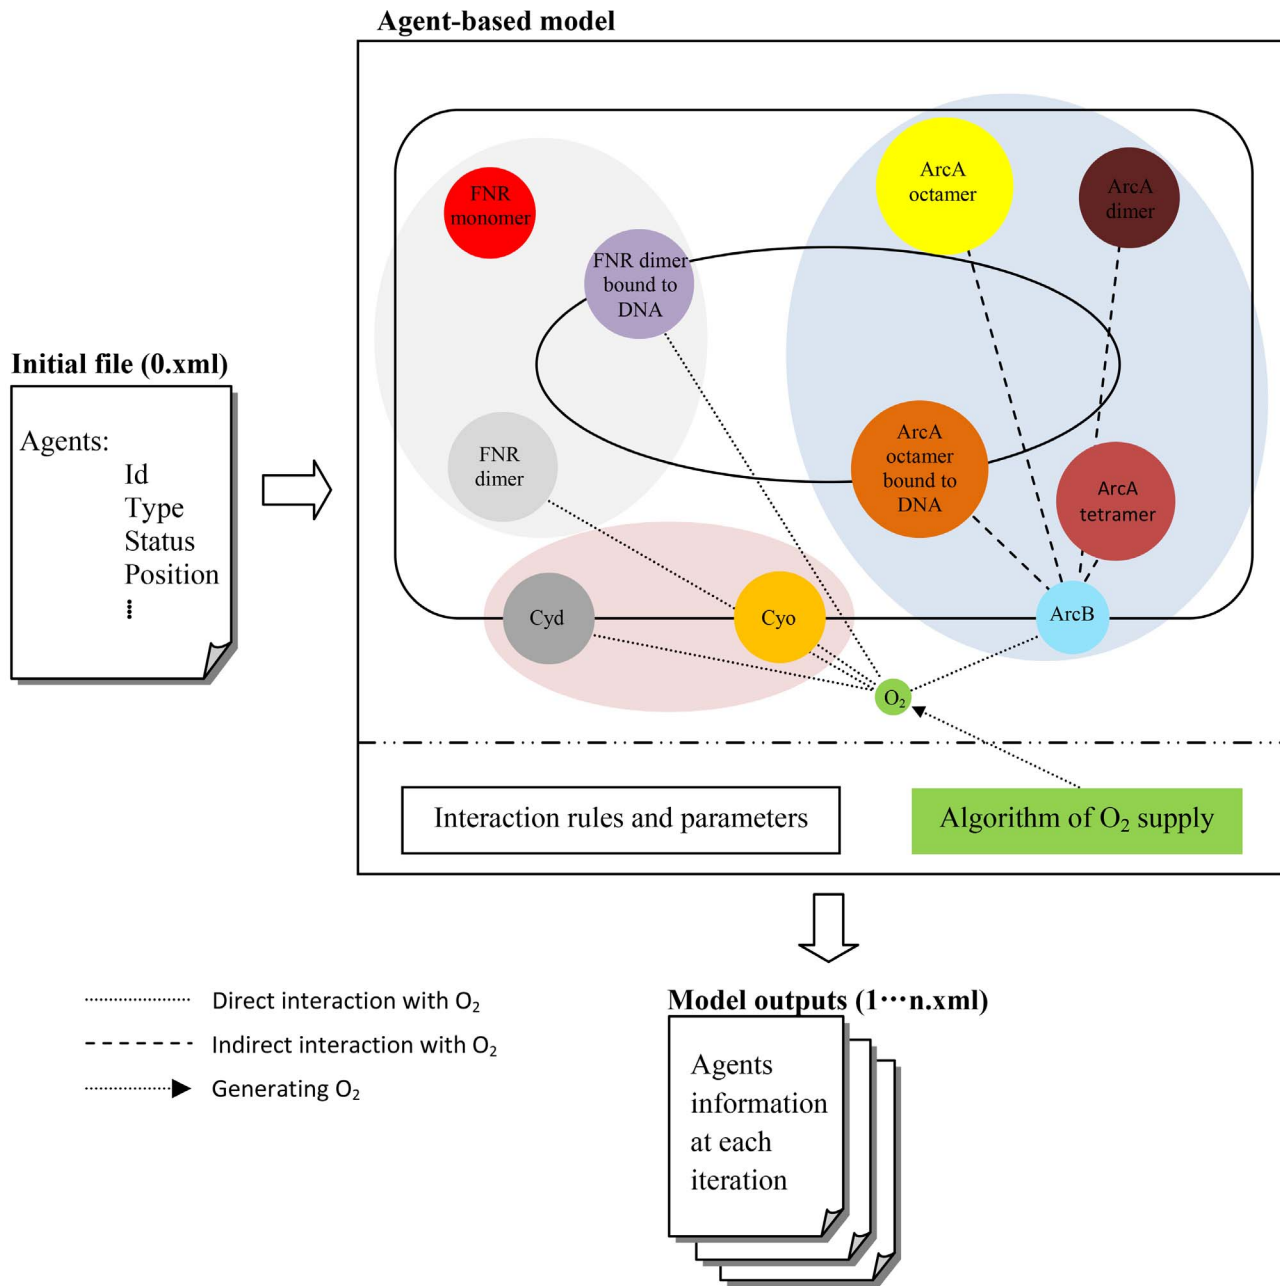 Agent-based model
FNR
monomer
FNR dimer
bound to
DNA
FNR
dimer
ArcA
octamer
ArcA
dimer
ArcA
octamer
bound to
DNA
ArcA
tetramer
Cyd
Cyo
ArcB
O₂
Initial file (0.xml)
Agents:
Id
Type
Status
Position
Interaction rules and parameters
Algorithm of O₂ supply
Direct interaction with O₂
Indirect interaction with O₂
Generating O₂
Model outputs (1···n.xml)
Agents
information
at each
iteration